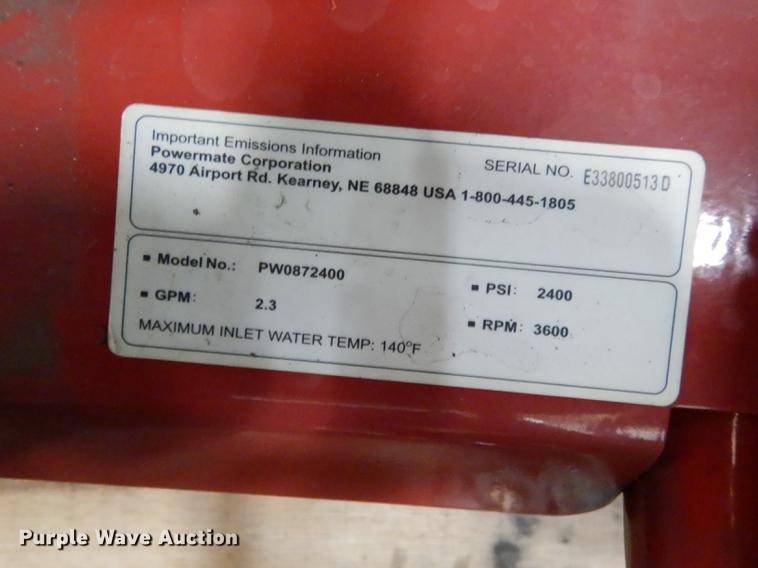 Important Emissions Information
Powermate Corporation
4970 Airport Rd. Kearney, NE 68848 USA 1-800-445-1805
SERIAL NO. E33800513D
■ Model No.: PW0872400
■ PSI: 2400
■ GPM: 2.3
■ RPM: 3600
MAXIMUM INLET WATER TEMP: 140°F
Purple Wave Auction